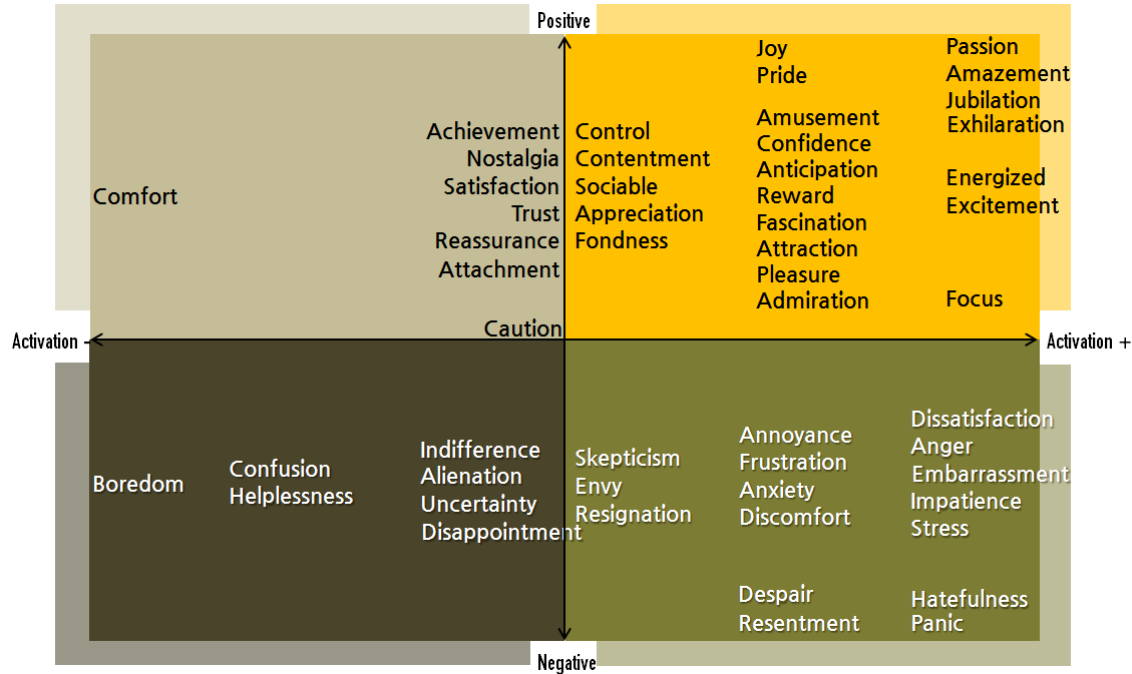 Positive
Joy
Pride
Passion
Amazement
Jubilation
Exhilaration
Achievement
Nostalgia
Satisfaction
Trust
Reassurance
Attachment
Control
Contentment
Sociable
Appreciation
Fondness
Amusement
Confidence
Anticipation
Reward
Fascination
Attraction
Pleasure
Admiration
Energized
Excitement
Focus
Comfort
Caution
Activation -
Activation +
Boredom
Confusion
Helplessness
Indifference
Alienation
Uncertainty
Disappointment
Skepticism
Envy
Resignation
Annoyance
Frustration
Anxiety
Discomfort
Dissatisfaction
Anger
Embarrassment
Impatience
Stress
Despair
Resentment
Hatefulness
Panic
Negative